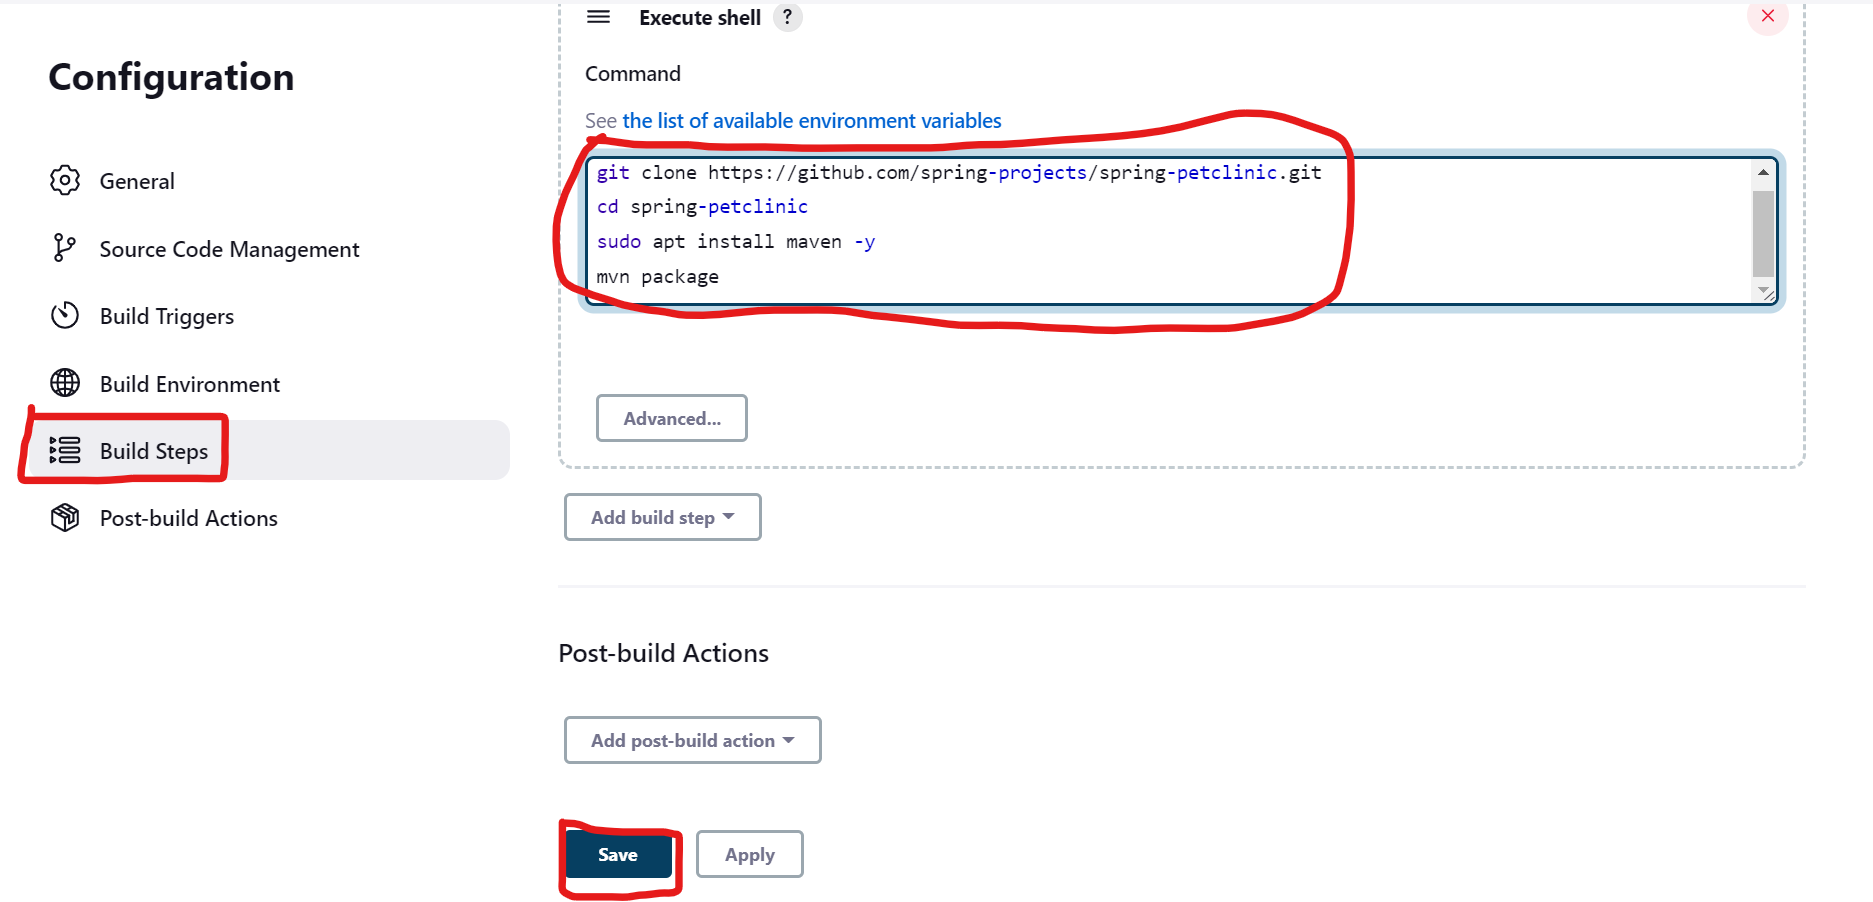 Configuration
General
Source Code Management
Build Triggers
Build Environment
Build Steps
Post-build Actions
Execute shell ?
Command
See the list of available environment variables
git clone https://github.com/spring-projects/spring-petclinic.git
cd spring-petclinic
sudo apt install maven -y
mvn package
Advanced...
Add build step
Post-build Actions
Add post-build action
Save Apply